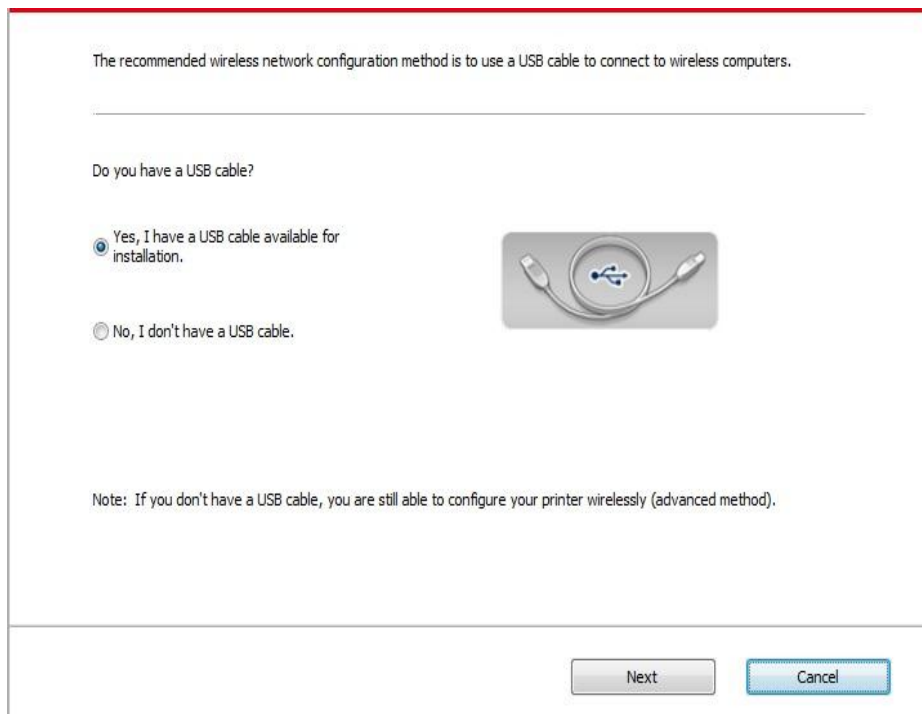 The recommended wireless network configuration method is to use a USB cable to connect to wireless computers.
Do you have a USB cable?
Yes, I have a USB cable available for
installation.
No, I don't have a USB cable.
Note:  If you don't have a USB cable, you are still able to configure your printer wirelessly (advanced method).
Next
Cancel